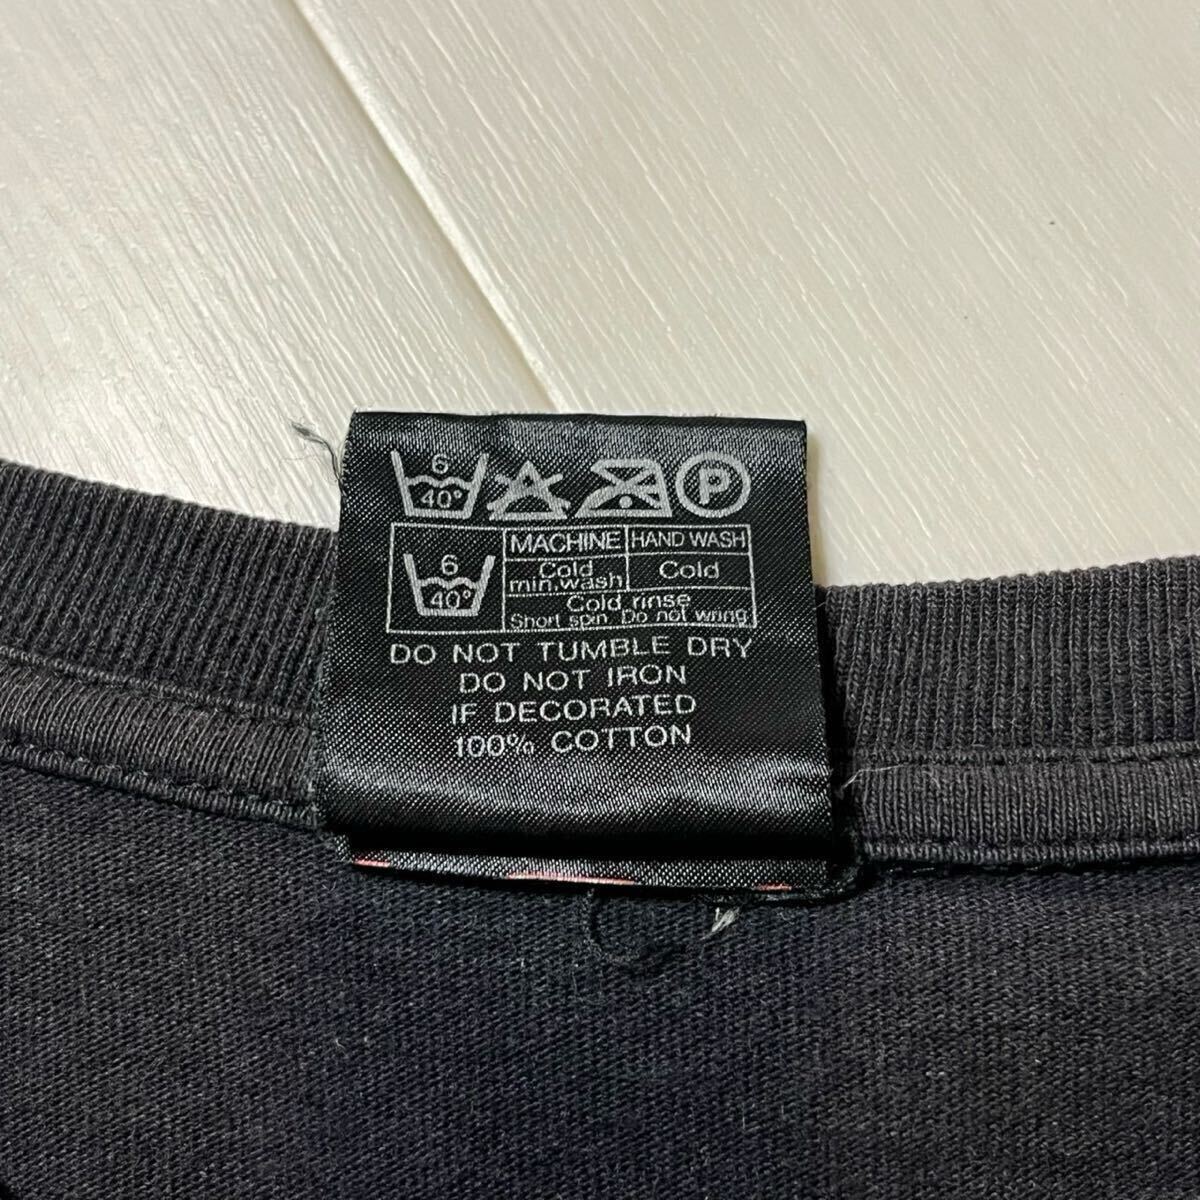 6 40° P
6 40°
MACHINE HAND WASH
Cold min.wash Cold
Cold rinse
Short spin Do not wring
DO NOT TUMBLE DRY
DO NOT IRON
IF DECORATED
100% COTTON